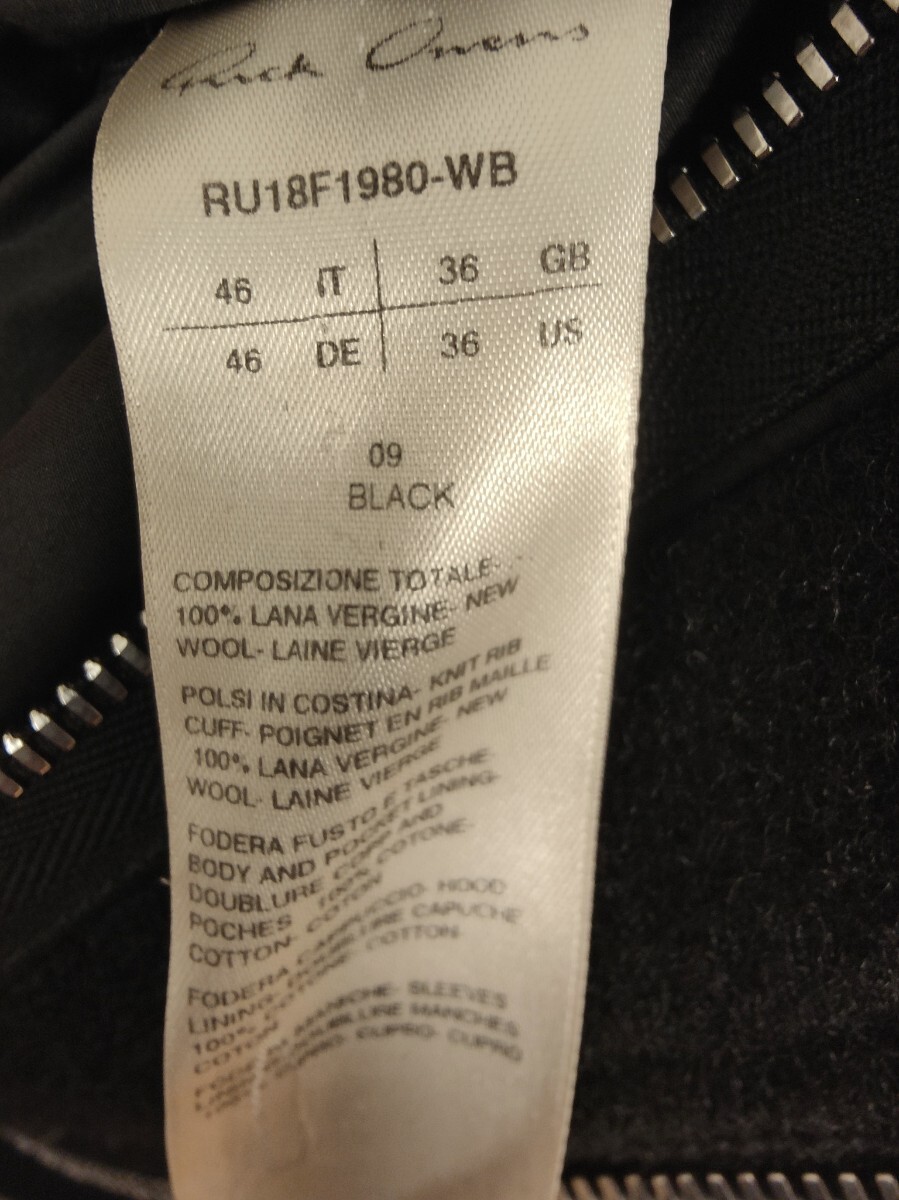 Rick Owens
RU18F1980-WB
46 IT 36 GB
46 DE 36 US
09
BLACK
COMPOSIZIONE TOTALE-
100% LANA VERGINE- NEW
WOOL- LAINE VIERGE
POLSI IN COSTINA- KNIT RIB
CUFF- POIGNET EN RIB MAILLE
100% LANA VERGINE- NEW
WOOL- LAINE VIERGE
FODERA FUSTO E TASCHE-
BODY AND POCKET LINING-
DOUBLURE CORP AND
POCHES 100% COTONE-
COTTON- COTON
FODERA CAPPUCCIO- HOOD
LINING- DOUBLURE CAPUCHE
100% COTONE- COTTON-
COTON
FODERA MANICHE- SLEEVES
DOUBLURE MANCHES
CUPRO- CUPRO- CUPRO